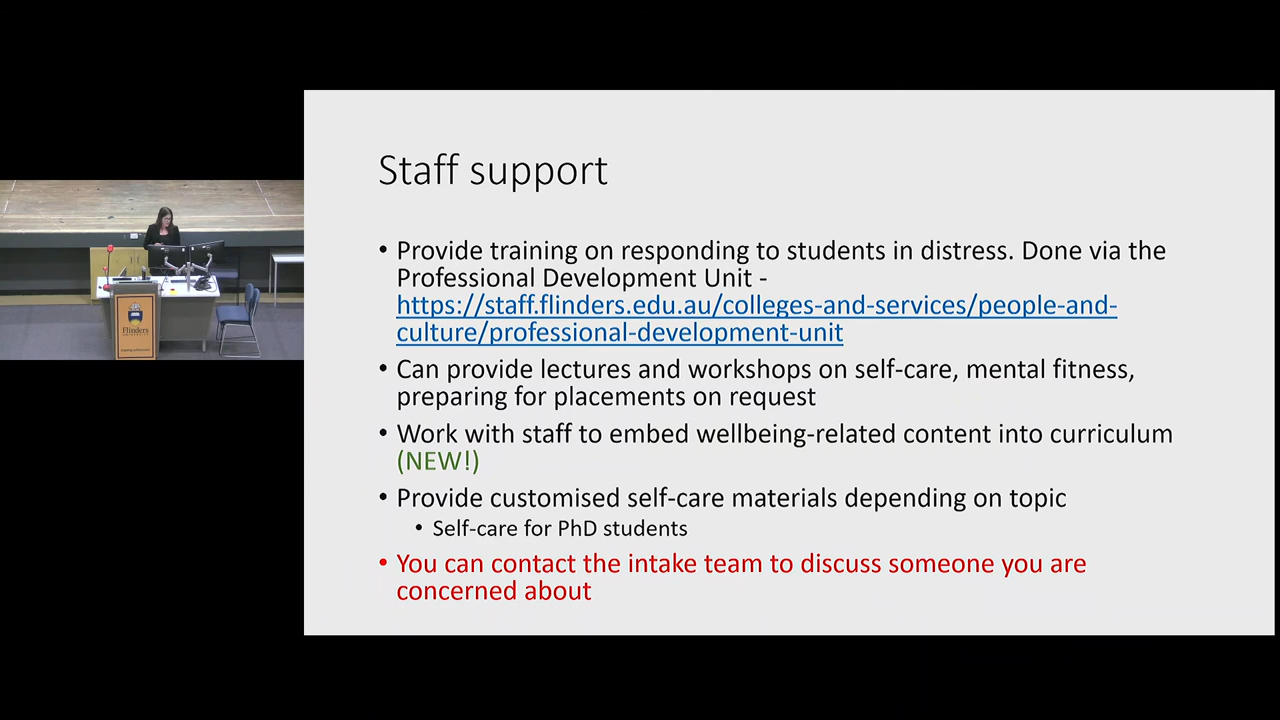 Staff support
• Provide training on responding to students in distress. Done via the
Professional Development Unit -
https://staff.flinders.edu.au/colleges-and-services/people-and-
culture/professional-development-unit
• Can provide lectures and workshops on self-care, mental fitness,
preparing for placements on request
• Work with staff to embed wellbeing-related content into curriculum
(NEW!)
• Provide customised self-care materials depending on topic
• Self-care for PhD students
• You can contact the intake team to discuss someone you are
concerned about
Flinders